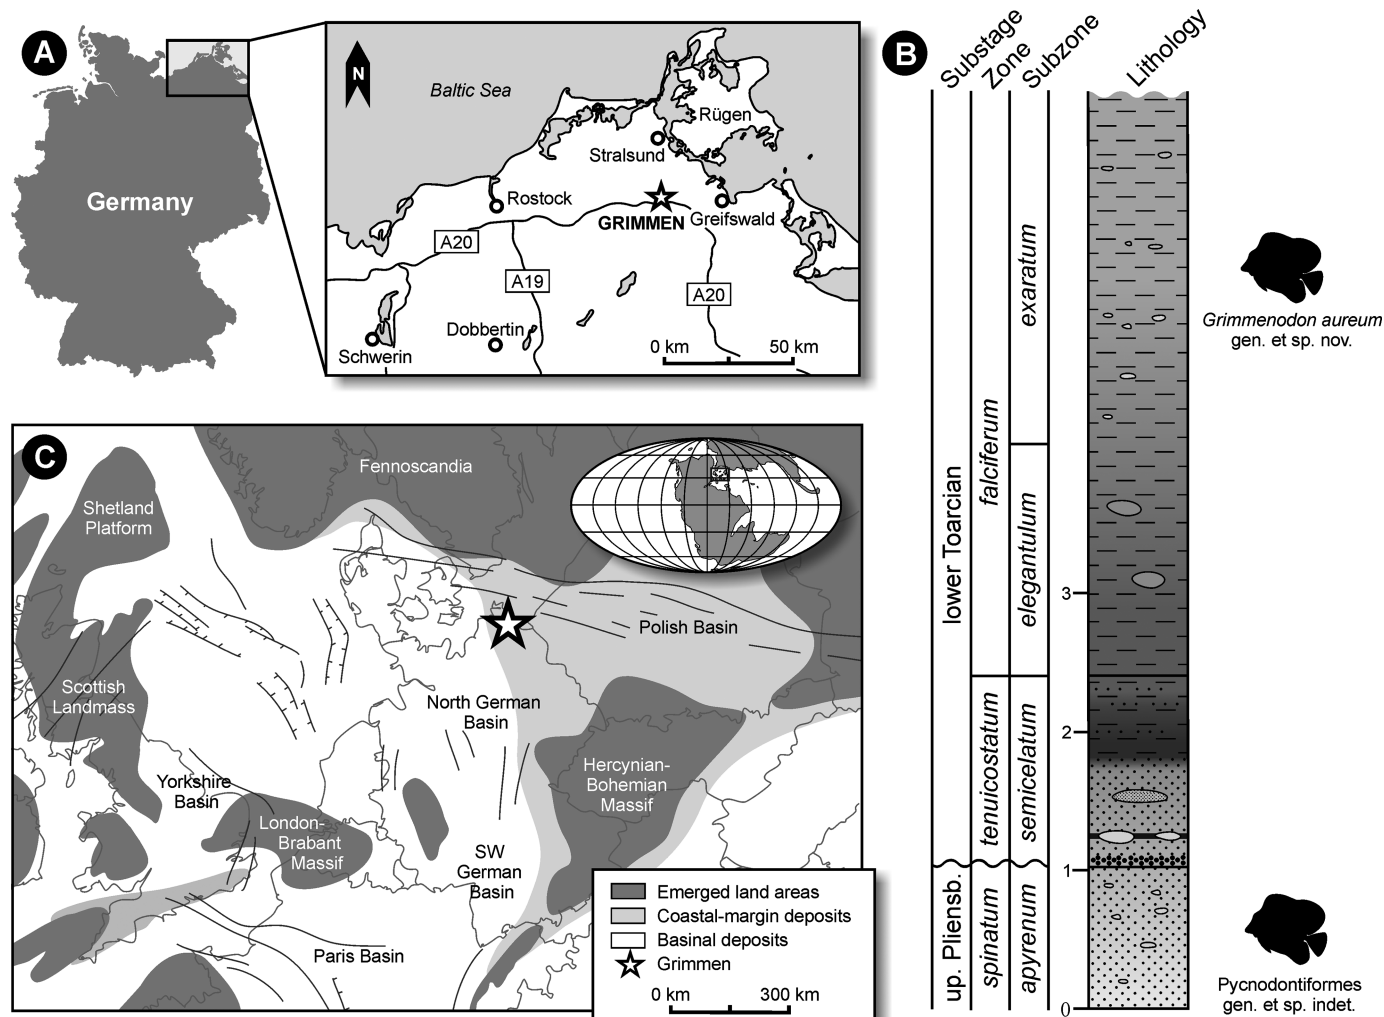 A
Germany
N
Baltic Sea
Rügen
Stralsund
Rostock
GRIMMEN
Greifswald
A20
A19
A20
Dobbertin
Schwerin
0 km
50 km
B
Substage
Zone
Subzone
Lithology
lower Toarcian
up. Pliensb.
falciferum
tenuicostatum
spinatum
exaratum
elegantulum
semicelatum
apyrenum
3
2
1
0
Grimmenodon aureum
gen. et sp. nov.
Pycnodontiformes
gen. et sp. indet.
C
Fennoscandia
Shetland
Platform
Polish Basin
Scottish
Landmass
North German
Basin
Yorkshire
Basin
Hercynian-
Bohemian
Massif
London-
Brabant
Massif
SW
German
Basin
Paris Basin
Emerged land areas
Coastal-margin deposits
Basinal deposits
Grimmen
0 km
300 km